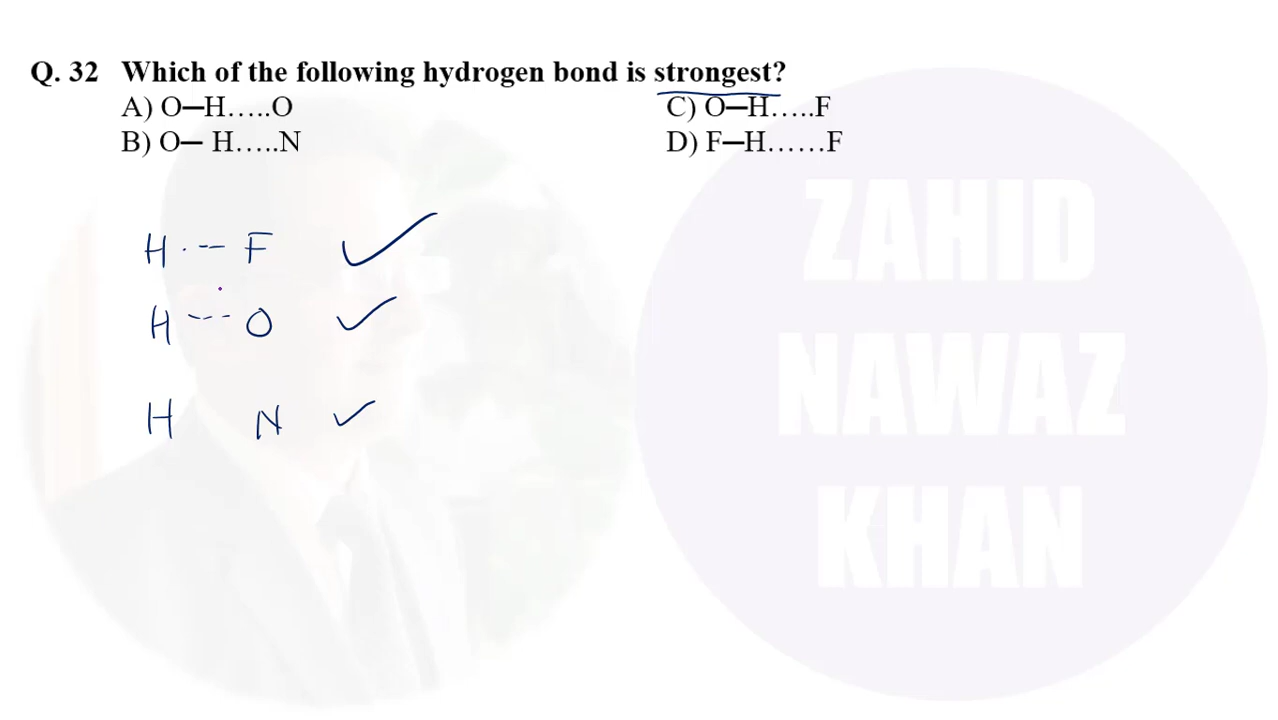 Q. 32 Which of the following hydrogen bond is strongest?
A) O—H…..O
C) O—H…..F
B) O— H…..N
D) F—H……F
H --- F ✓
H --- O ✓
H N ✓
ZAHID
NAWAZ
KHAN